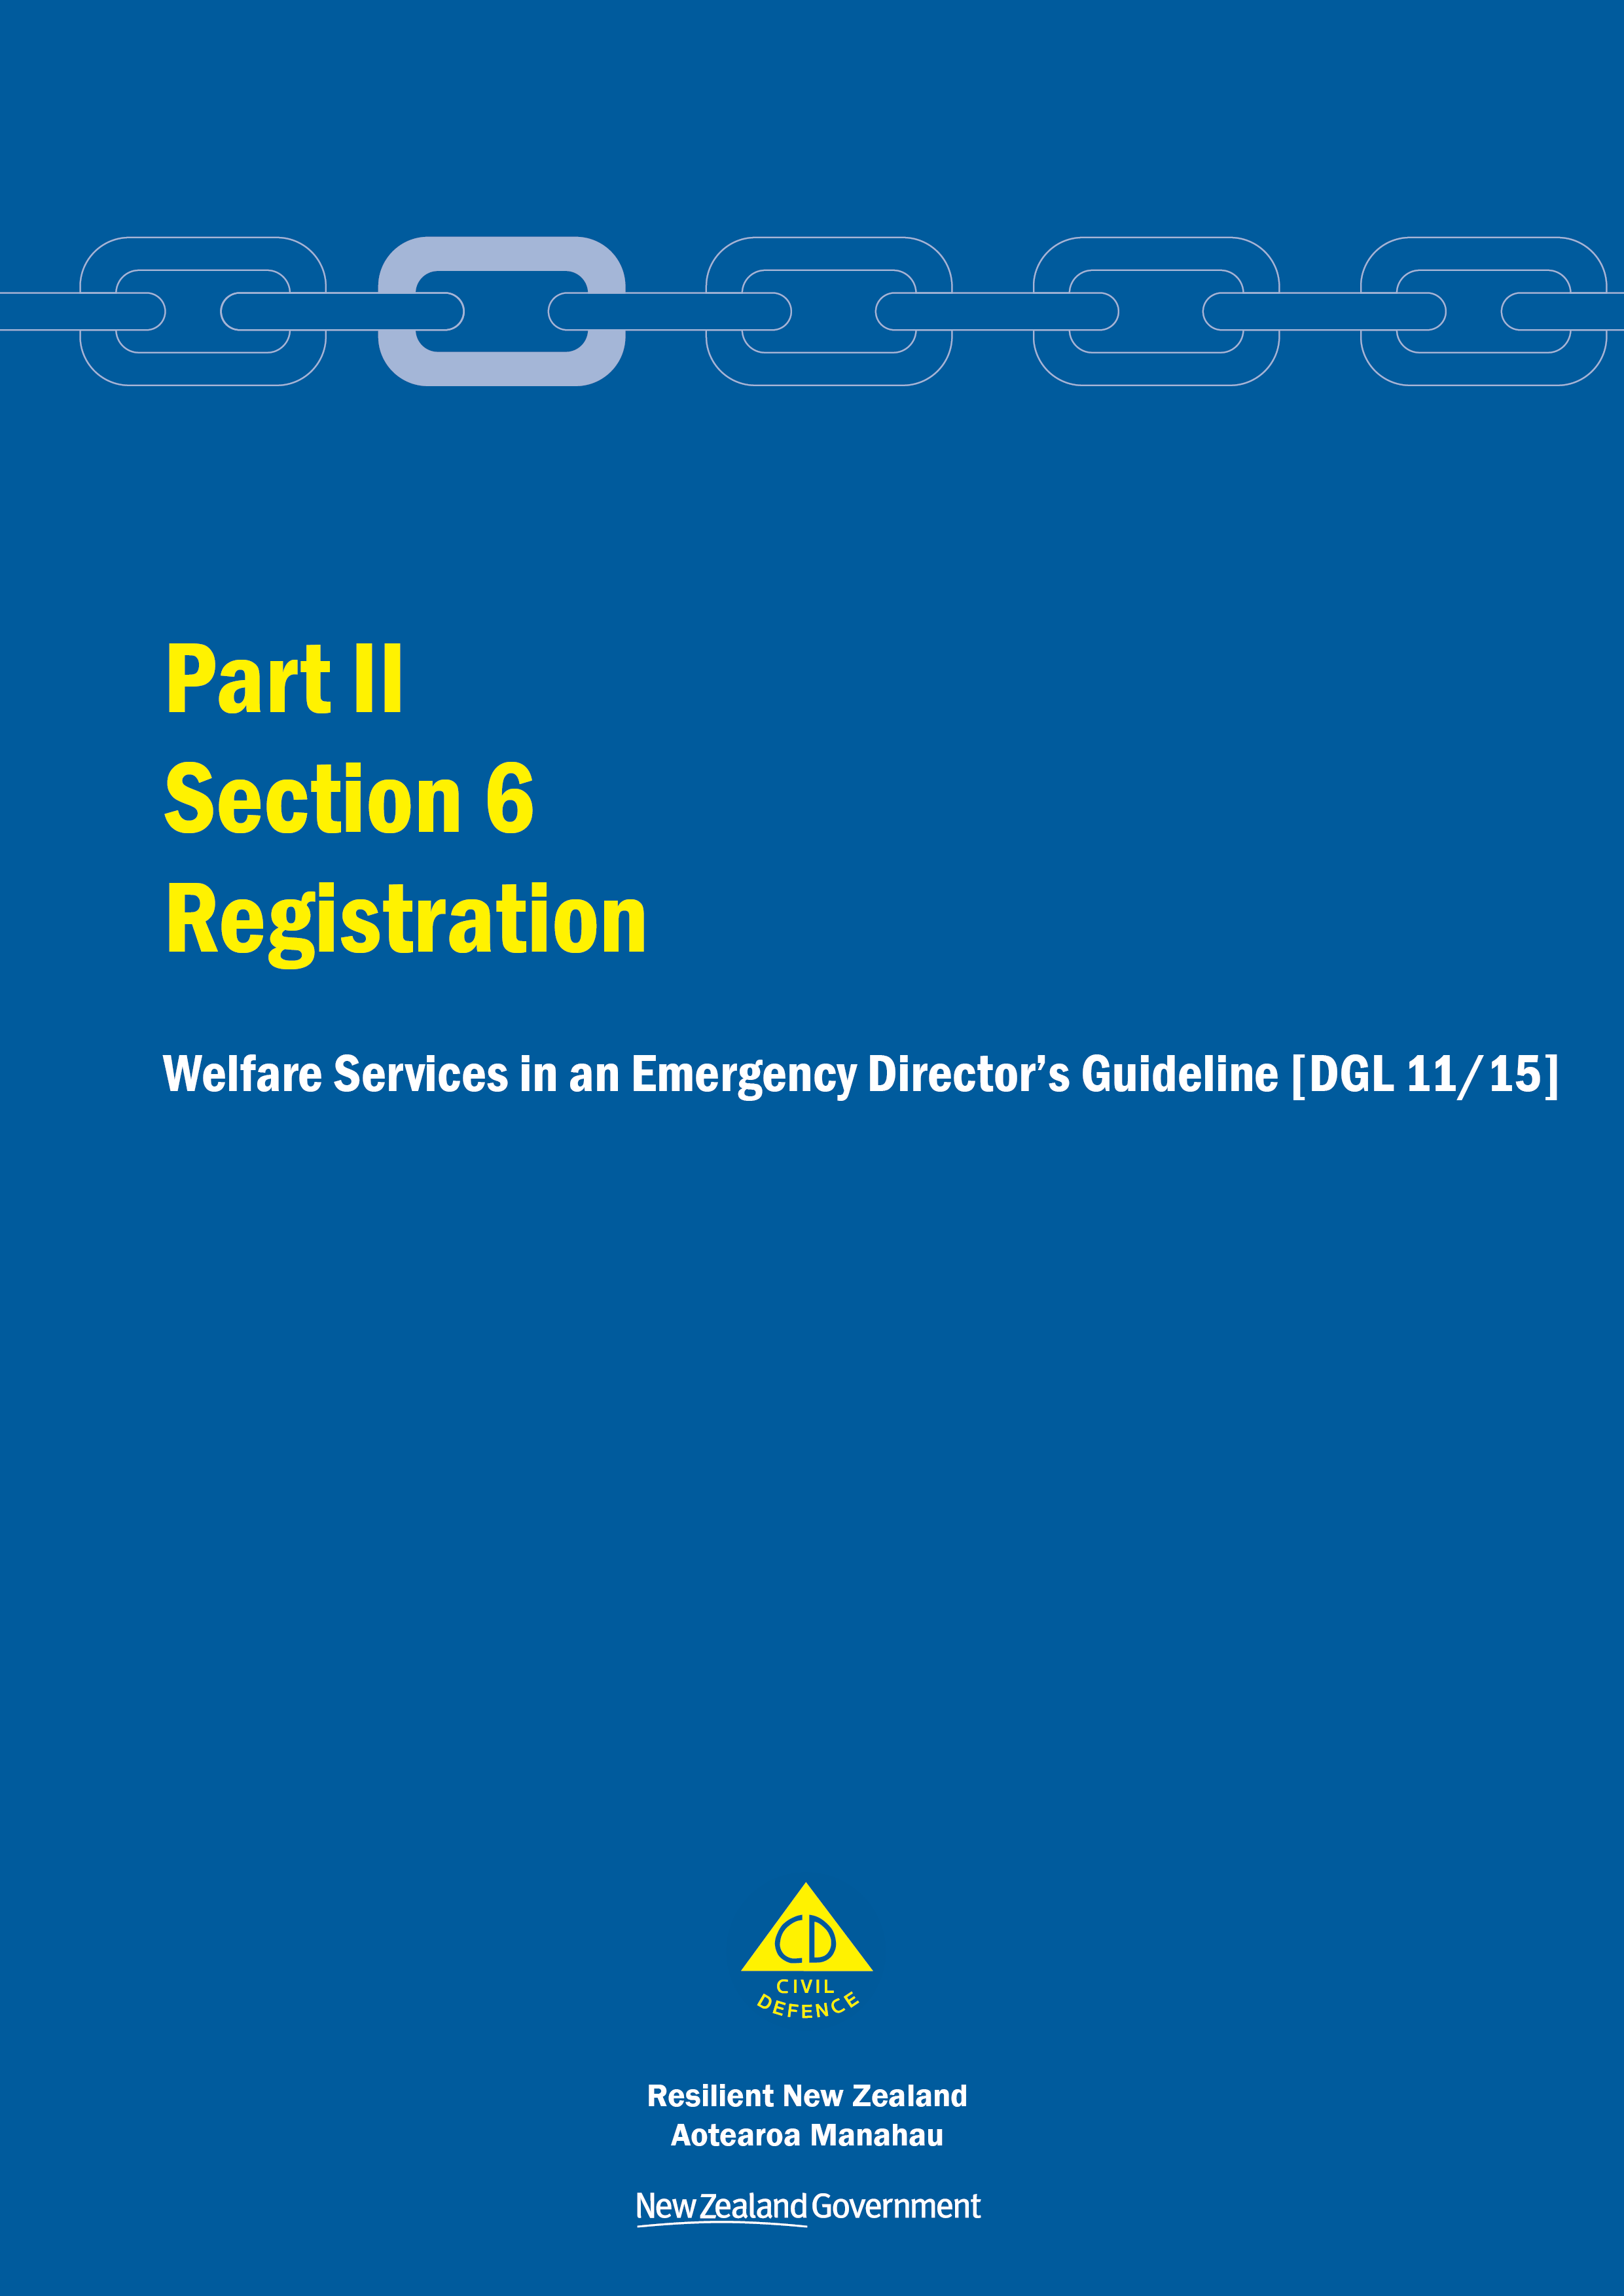 Part II
Section 6
Registration
Welfare Services in an Emergency Director’s Guideline [DGL 11/15]
CD
CIVIL
DEFENCE
Resilient New Zealand
Aotearoa Manahau
New Zealand Government